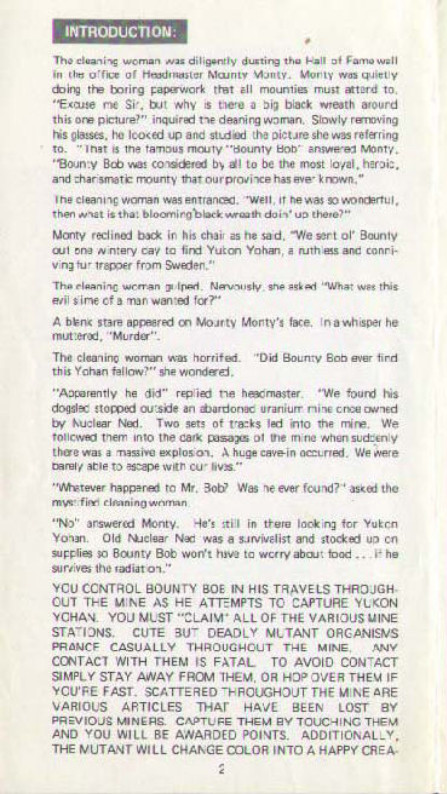 INTRODUCTION:
The cleaning woman was diligently dusting the Hall of Fame wall
in the office of Headmaster Mounty Monty. Monty was quietly
doing the boring paperwork that all mounties must attend to.
"Excuse me Sir, but why is there a big black wreath around
this one picture?" inquired the cleaning woman. Slowly removing
his glasses, he looked up and studied the picture she was referring
to. "That is the famous mouty "Bounty Bob" answered Monty.
"Bounty Bob was considered by all to be the most loyal, heroic,
and charismatic mounty that our province has ever known."
The cleaning woman was entranced. "Well, if he was so wonderful,
then what is that blooming black wreath doin' up there?"
Monty reclined back in his chair as he said, "We sent ol' Bounty
out one wintery day to find Yukon Yohan, a ruthless and conni-
ving fur trapper from Sweden."
The cleaning woman gulped. Nervously, she asked "What was this
evil slime of a man wanted for?"
A blank stare appeared on Mounty Monty's face. In a whisper he
muttered, "Murder".
The cleaning woman was horrifed. "Did Bounty Bob ever find
this Yohan fellow?" she wondered.
"Apparently he did" replied the headmaster. "We found his
dogsled stopped outside an abandoned uranium mine once owned
by Nuclear Ned. Two sets of tracks led into the mine. We
followed them into the dark passages of the mine when suddenly
there was a massive explosion. A huge cave-in occurred. We were
barely able to escape with our lives."
"Whatever happened to Mr. Bob? Was he ever found?" asked the
mystified cleaning woman.
"No" answered Monty. He's still in there looking for Yukon
Yohan. Old Nuclear Ned was a survivalist and stocked up on
supplies so Bounty Bob won't have to worry about food . . . if he
survives the radiation."
YOU CONTROL BOUNTY BOB IN HIS TRAVELS THROUGH-
OUT THE MINE AS HE ATTEMPTS TO CAPTURE YUKON
YOHAN. YOU MUST "CLAIM" ALL OF THE VARIOUS MINE
STATIONS. CUTE BUT DEADLY MUTANT ORGANISMS
PRANCE CASUALLY THROUGHOUT THE MINE. ANY
CONTACT WITH THEM IS FATAL. TO AVOID CONTACT
SIMPLY STAY AWAY FROM THEM, OR HOP OVER THEM IF
YOU'RE FAST. SCATTERED THROUGHOUT THE MINE ARE
VARIOUS ARTICLES THAT HAVE BEEN LOST BY
PREVIOUS MINERS. CAPTURE THEM BY TOUCHING THEM
AND YOU WILL BE AWARDED POINTS. ADDITIONALLY,
THE MUTANT WILL CHANGE COLOR INTO A HAPPY CREA-
2